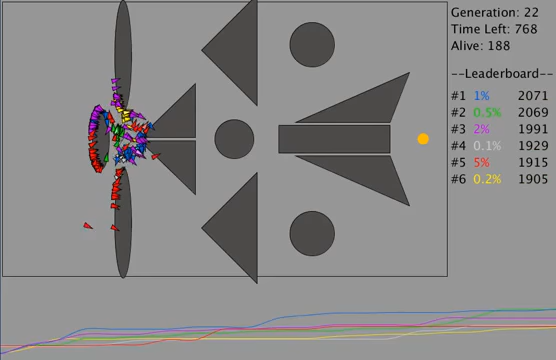 Generation: 22
Time Left: 768
Alive: 188
--Leaderboard--
#1 1% 2071
#2 0.5% 2069
#3 2% 1991
#4 0.1% 1929
#5 5% 1915
#6 0.2% 1905